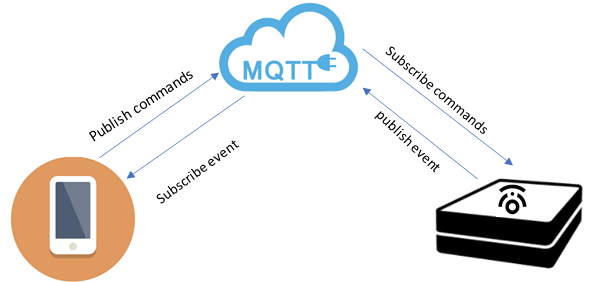 MQTT
Publish commands
Subscribe event
Subscribe commands
publish event